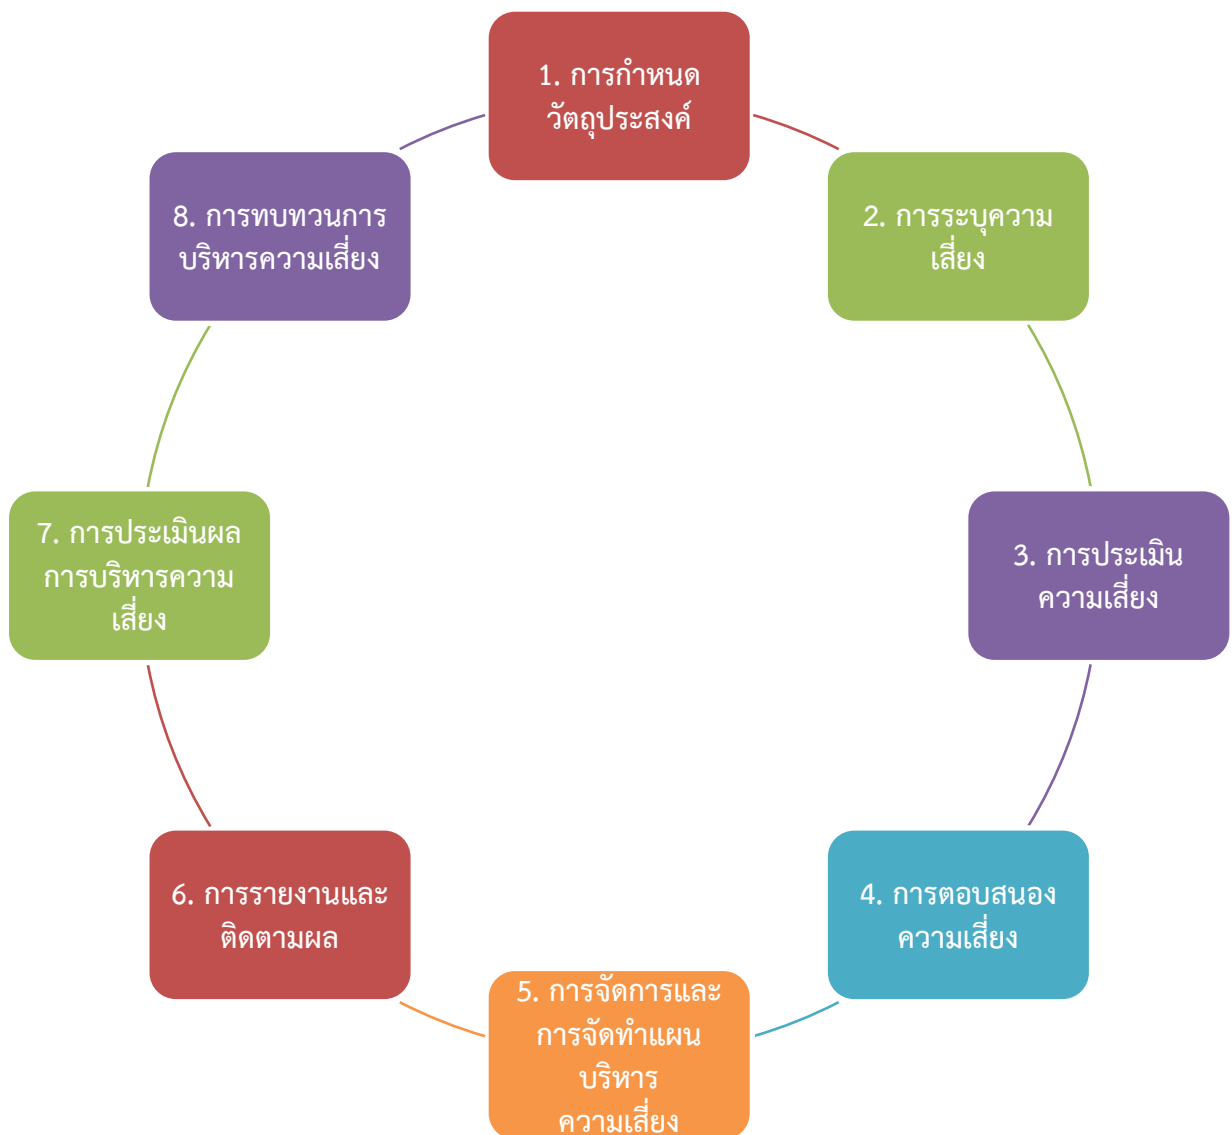 1. การกำหนด
วัตถุประสงค์
2. การระบุความ
เสี่ยง
3. การประเมิน
ความเสี่ยง
4. การตอบสนอง
ความเสี่ยง
5. การจัดการและ
การจัดทำแผน
บริหาร
ความเสี่ยง
6. การรายงานและ
ติดตามผล
7. การประเมินผล
การบริหารความ
เสี่ยง
8. การทบทวนการ
บริหารความเสี่ยง